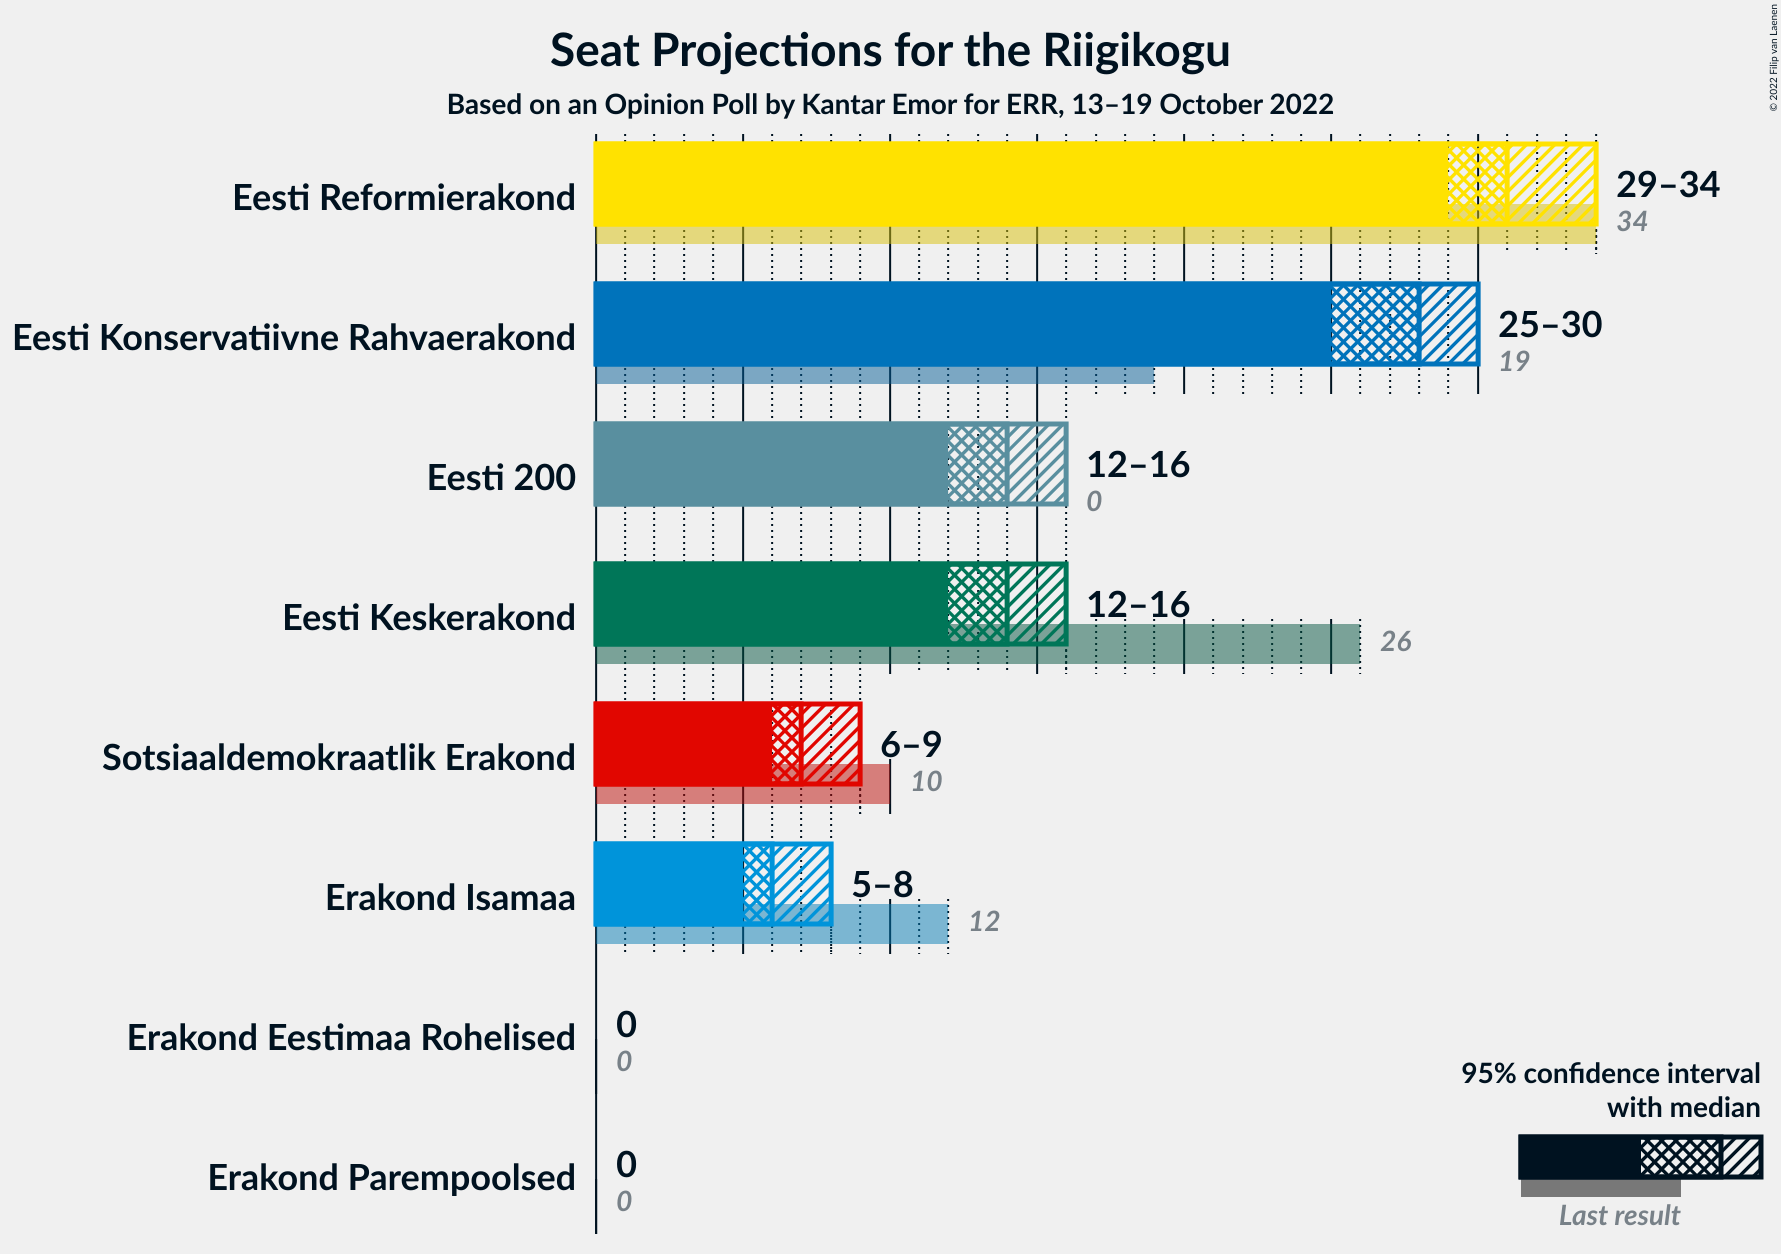 Seat Projections for the Riigikogu
Based on an Opinion Poll by Kantar Emor for ERR, 13–19 October 2022
© 2022 Filip van Laenen
Eesti Reformierakond
29–34
34
Eesti Konservatiivne Rahvaerakond
25–30
19
Eesti 200
12–16
0
Eesti Keskerakond
12–16
26
Sotsiaaldemokraatlik Erakond
6–9
10
Erakond Isamaa
5–8
12
Erakond Eestimaa Rohelised
0
0
Erakond Parempoolsed
0
0
95% confidence interval
with median
Last result